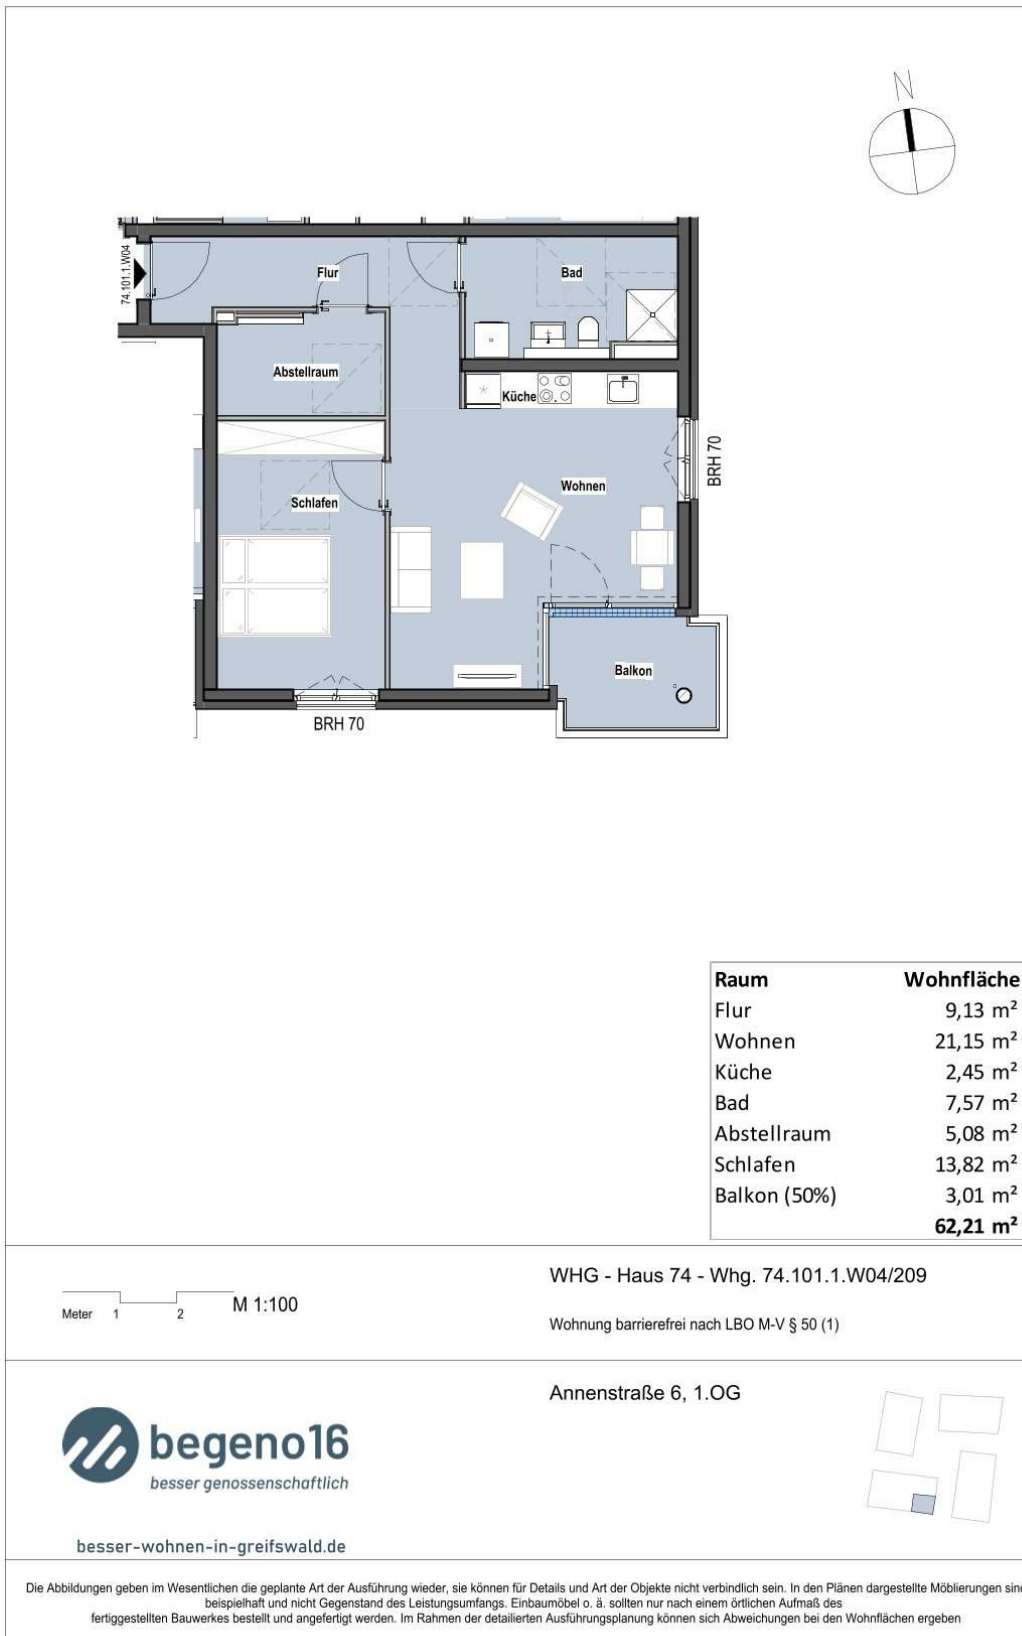 N
74.101.1.W04
Flur
Bad
Abstellraum
Küche
Wohnen
BRH 70
Schlafen
Balkon
BRH 70
Raum Wohnfläche
Flur 9,13 m²
Wohnen 21,15 m²
Küche 2,45 m²
Bad 7,57 m²
Abstellraum 5,08 m²
Schlafen 13,82 m²
Balkon (50%) 3,01 m²
62,21 m²
Meter 1 2 M 1:100
WHG - Haus 74 - Whg. 74.101.1.W04/209
Wohnung barrierefrei nach LBO M-V § 50 (1)
Annenstraße 6, 1.OG
begeno16
besser genossenschaftlich
besser-wohnen-in-greifswald.de
Die Abbildungen geben im Wesentlichen die geplante Art der Ausführung wieder, sie können für Details und Art der Objekte nicht verbindlich sein. In den Plänen dargestellte Möblierungen sind
beispielhaft und nicht Gegenstand des Leistungsumfangs. Einbaumöbel o. ä. sollten nur nach einem örtlichen Aufmaß des
fertiggestellten Bauwerkes bestellt und angefertigt werden. Im Rahmen der detailierten Ausführungsplanung können sich Abweichungen bei den Wohnflächen ergeben